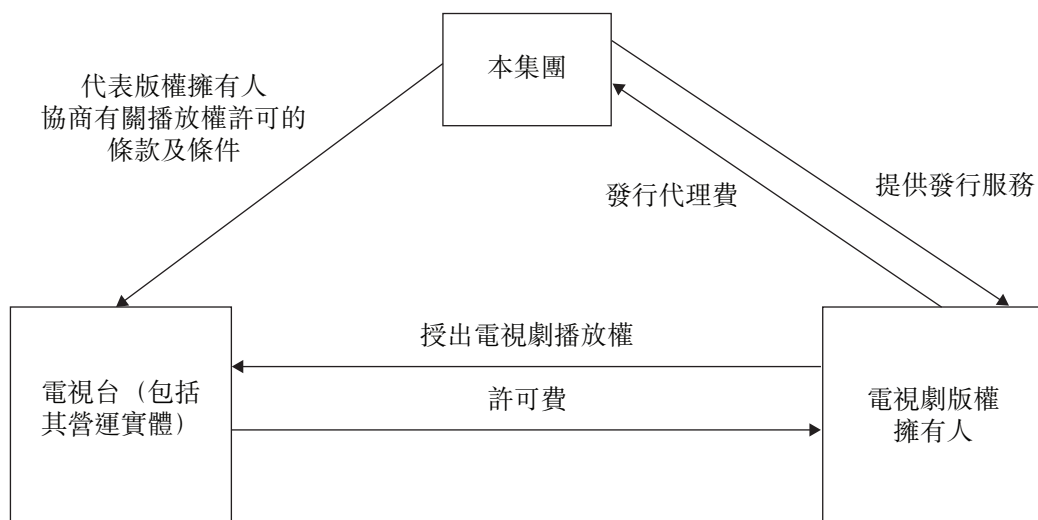 本集團
代表版權擁有人
協商有關播放權許可的
條款及條件
發行代理費
提供發行服務
授出電視劇播放權
許可費
電視台（包括
其營運實體）
電視劇版權
擁有人